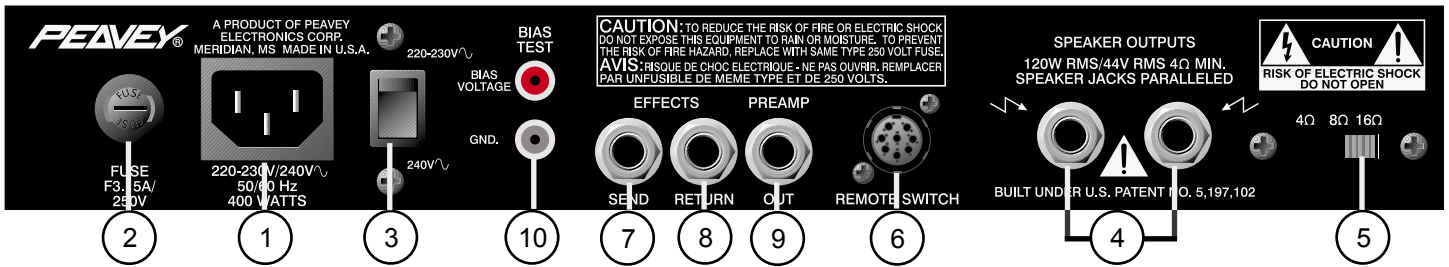 PEAVEY®
A PRODUCT OF PEAVEY
ELECTRONICS CORP.
MERIDIAN, MS MADE IN U.S.A.
FUSE
FUSE
FUSE
250V
220-230V/240V∿
50/60 Hz
400 WATTS
220-230V∿
240V∿
BIAS
TEST
BIAS
VOLTAGE
GND.
CAUTION: TO REDUCE THE RISK OF FIRE OR ELECTRIC SHOCK
DO NOT EXPOSE THIS EQUIPMENT TO RAIN OR MOISTURE. TO PREVENT
THE RISK OF FIRE HAZARD, REPLACE WITH SAME TYPE 250 VOLT FUSE.
AVIS: RISQUE DE CHOC ELECTRIQUE - NE PAS OUVRIR. REMPLACER
PAR UNFUSIBLE DE MEME TYPE ET DE 250 VOLTS.
EFFECTS
PREAMP
SEND
RETURN
OUT
REMOTE SWITCH
SPEAKER OUTPUTS
120W RMS/44V RMS 4Ω MIN.
SPEAKER JACKS PARALLELED
BUILT UNDER U.S. PATENT NO. 5,197,102
CAUTION
RISK OF ELECTRIC SHOCK
DO NOT OPEN
4Ω 8Ω 16Ω
2
1
3
10
7
8
9
6
4
5